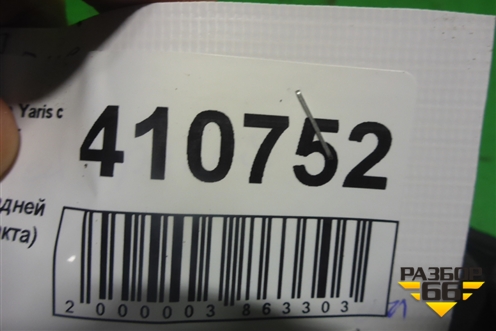 Yaris с
410752
дней
кта)
2000003863303
РАЗБОР
66